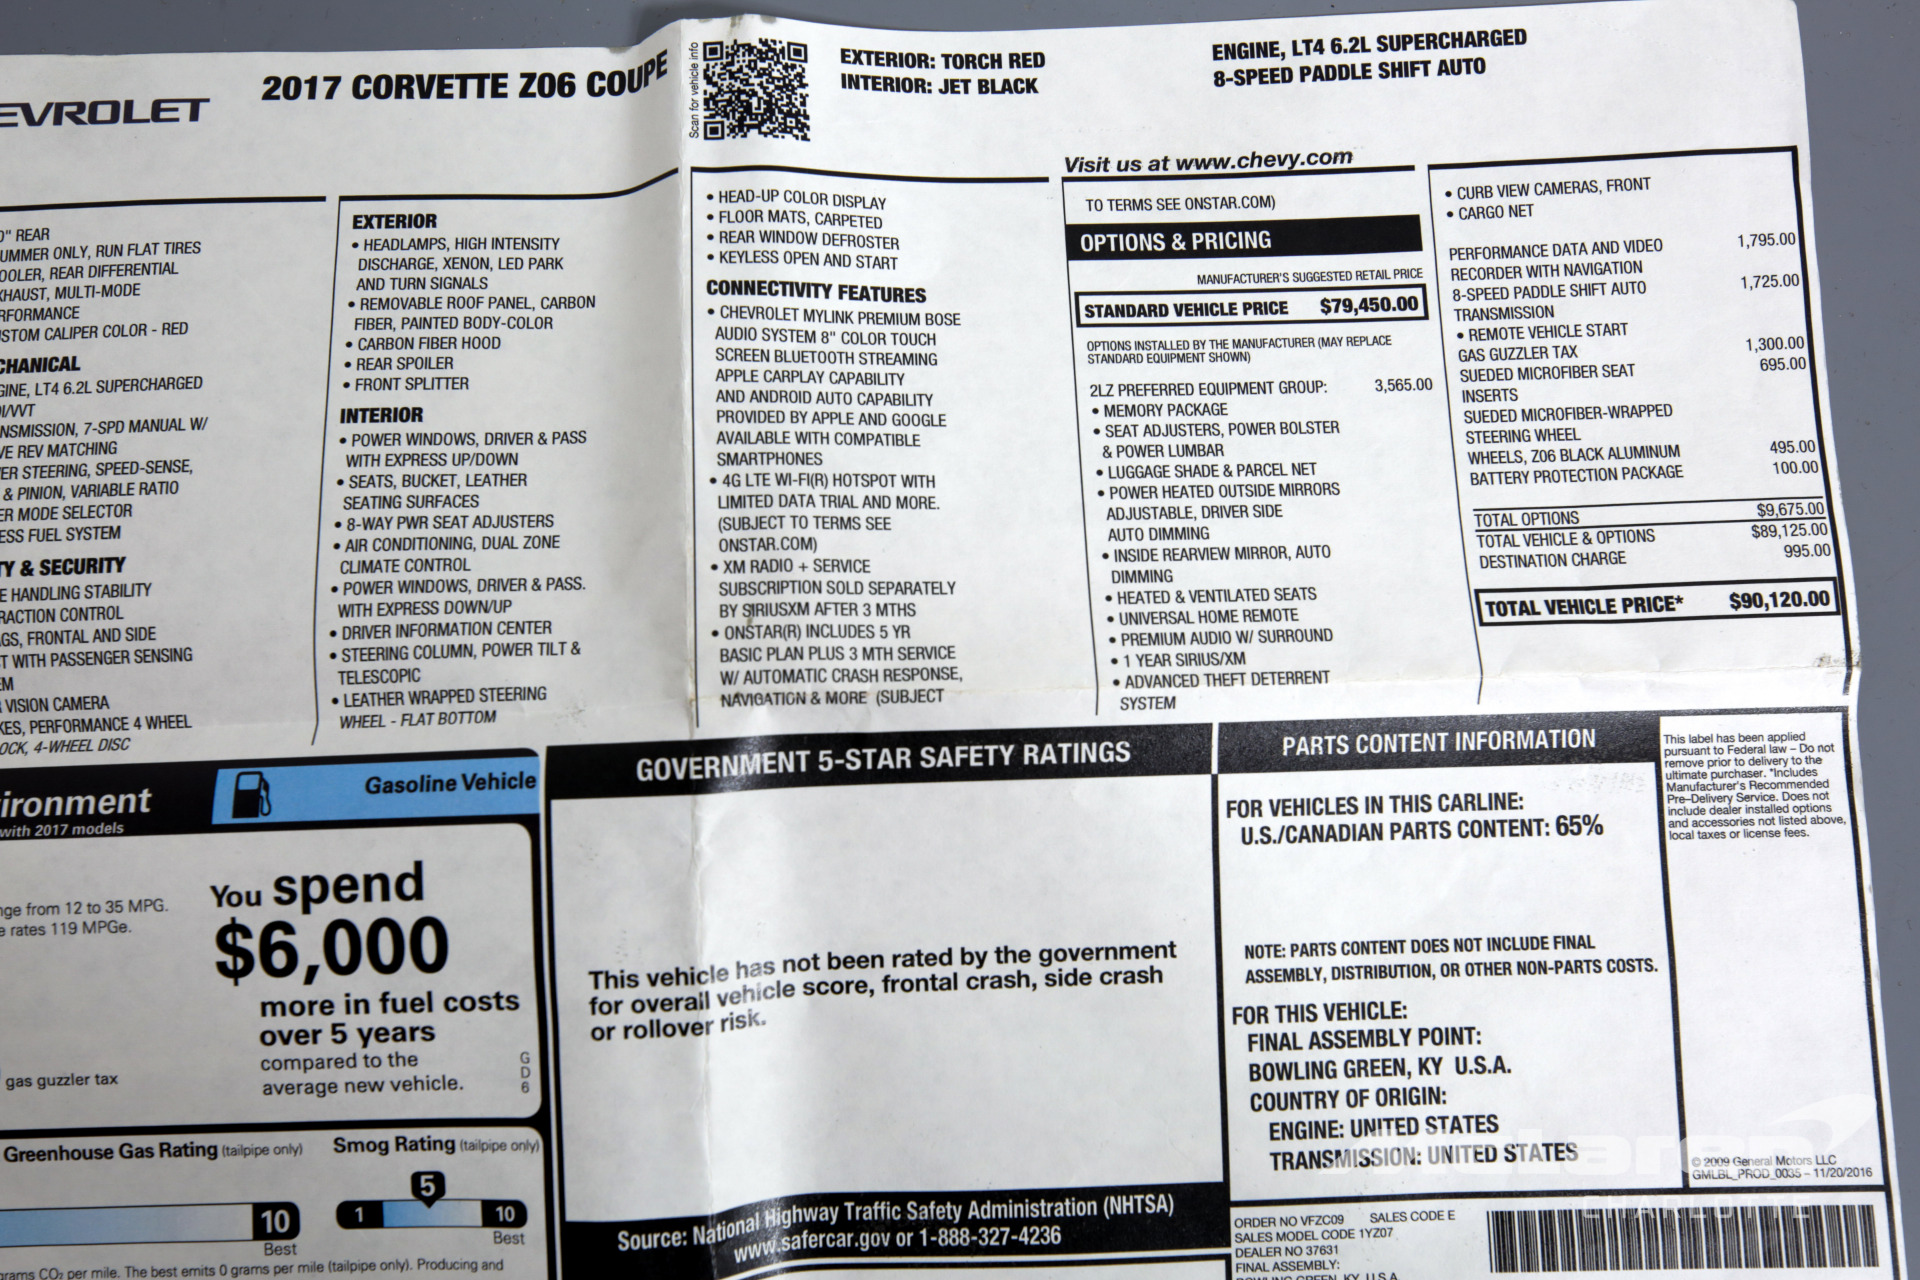 EVROLET
2017 CORVETTE Z06 COUPE
Scan for vehicle info
EXTERIOR: TORCH RED
INTERIOR: JET BLACK
ENGINE, LT4 6.2L SUPERCHARGED
8-SPEED PADDLE SHIFT AUTO
Visit us at www.chevy.com
0" REAR
UMMER ONLY, RUN FLAT TIRES
OOLER, REAR DIFFERENTIAL
XHAUST, MULTI-MODE
RFORMANCE
USTOM CALIPER COLOR - RED
CHANICAL
GINE, LT4 6.2L SUPERCHARGED
DI/VVT
NSMISSION, 7-SPD MANUAL W/
VE REV MATCHING
ER STEERING, SPEED-SENSE,
& PINION, VARIABLE RATIO
ER MODE SELECTOR
ESS FUEL SYSTEM
TY & SECURITY
E HANDLING STABILITY
RACTION CONTROL
AGS, FRONTAL AND SIDE
CT WITH PASSENGER SENSING
EM
VISION CAMERA
KES, PERFORMANCE 4 WHEEL
OCK, 4-WHEEL DISC
EXTERIOR
• HEADLAMPS, HIGH INTENSITY
DISCHARGE, XENON, LED PARK
AND TURN SIGNALS
• REMOVABLE ROOF PANEL, CARBON
FIBER, PAINTED BODY-COLOR
• CARBON FIBER HOOD
• REAR SPOILER
• FRONT SPLITTER
INTERIOR
• POWER WINDOWS, DRIVER & PASS
WITH EXPRESS UP/DOWN
• SEATS, BUCKET, LEATHER
SEATING SURFACES
• 8-WAY PWR SEAT ADJUSTERS
• AIR CONDITIONING, DUAL ZONE
CLIMATE CONTROL
• POWER WINDOWS, DRIVER & PASS.
WITH EXPRESS DOWN/UP
• DRIVER INFORMATION CENTER
• STEERING COLUMN, POWER TILT &
TELESCOPIC
• LEATHER WRAPPED STEERING
WHEEL - FLAT BOTTOM
• HEAD-UP COLOR DISPLAY
• FLOOR MATS, CARPETED
• REAR WINDOW DEFROSTER
• KEYLESS OPEN AND START
CONNECTIVITY FEATURES
• CHEVROLET MYLINK PREMIUM BOSE
AUDIO SYSTEM 8" COLOR TOUCH
SCREEN BLUETOOTH STREAMING
APPLE CARPLAY CAPABILITY
AND ANDROID AUTO CAPABILITY
PROVIDED BY APPLE AND GOOGLE
AVAILABLE WITH COMPATIBLE
SMARTPHONES
• 4G LTE WI-FI(R) HOTSPOT WITH
LIMITED DATA TRIAL AND MORE.
(SUBJECT TO TERMS SEE
ONSTAR.COM)
• XM RADIO + SERVICE
SUBSCRIPTION SOLD SEPARATELY
BY SIRIUSXM AFTER 3 MTHS
• ONSTAR(R) INCLUDES 5 YR
BASIC PLAN PLUS 3 MTH SERVICE
W/ AUTOMATIC CRASH RESPONSE,
NAVIGATION & MORE (SUBJECT
TO TERMS SEE ONSTAR.COM)
OPTIONS & PRICING
MANUFACTURER'S SUGGESTED RETAIL PRICE
STANDARD VEHICLE PRICE $79,450.00
OPTIONS INSTALLED BY THE MANUFACTURER (MAY REPLACE
STANDARD EQUIPMENT SHOWN)
2LZ PREFERRED EQUIPMENT GROUP: 3,565.00
• MEMORY PACKAGE
• SEAT ADJUSTERS, POWER BOLSTER
& POWER LUMBAR
• LUGGAGE SHADE & PARCEL NET
• POWER HEATED OUTSIDE MIRRORS
ADJUSTABLE, DRIVER SIDE
AUTO DIMMING
• INSIDE REARVIEW MIRROR, AUTO
DIMMING
• HEATED & VENTILATED SEATS
• UNIVERSAL HOME REMOTE
• PREMIUM AUDIO W/ SURROUND
• 1 YEAR SIRIUS/XM
• ADVANCED THEFT DETERRENT
SYSTEM
• CURB VIEW CAMERAS, FRONT
• CARGO NET
PERFORMANCE DATA AND VIDEO 1,795.00
RECORDER WITH NAVIGATION
8-SPEED PADDLE SHIFT AUTO 1,725.00
TRANSMISSION
• REMOTE VEHICLE START
GAS GUZZLER TAX 1,300.00
SUEDED MICROFIBER SEAT 695.00
INSERTS
SUEDED MICROFIBER-WRAPPED
STEERING WHEEL
WHEELS, Z06 BLACK ALUMINUM 495.00
BATTERY PROTECTION PACKAGE 100.00
TOTAL OPTIONS $9,675.00
TOTAL VEHICLE & OPTIONS $89,125.00
DESTINATION CHARGE 995.00
TOTAL VEHICLE PRICE* $90,120.00
ironment
with 2017 models
Gasoline Vehicle
nge from 12 to 35 MPG.
e rates 119 MPGe.
You spend
$6,000
more in fuel costs
over 5 years
compared to the
average new vehicle.
gas guzzler tax
G
D
6
Greenhouse Gas Rating (tailpipe only)
10
Best
Smog Rating (tailpipe only)
5
1 10
Best
grams CO2 per mile. The best emits 0 grams per mile (tailpipe only). Producing and
GOVERNMENT 5-STAR SAFETY RATINGS
This vehicle has not been rated by the government
for overall vehicle score, frontal crash, side crash
or rollover risk.
Source: National Highway Traffic Safety Administration (NHTSA)
www.safercar.gov or 1-888-327-4236
PARTS CONTENT INFORMATION
FOR VEHICLES IN THIS CARLINE:
U.S./CANADIAN PARTS CONTENT: 65%
NOTE: PARTS CONTENT DOES NOT INCLUDE FINAL
ASSEMBLY, DISTRIBUTION, OR OTHER NON-PARTS COSTS.
FOR THIS VEHICLE:
FINAL ASSEMBLY POINT:
BOWLING GREEN, KY U.S.A.
COUNTRY OF ORIGIN:
ENGINE: UNITED STATES
TRANSMISSION: UNITED STATES
This label has been applied
pursuant to Federal law – Do not
remove prior to delivery to the
ultimate purchaser. *Includes
Manufacturer's Recommended
Pre-Delivery Service. Does not
include dealer installed options
and accessories not listed above,
local taxes or license fees.
© 2009 General Motors LLC
GMLBL_PROD_0035 – 11/20/2016
McLaren
CHARLOTTE
ORDER NO VFZC09 SALES CODE E
SALES MODEL CODE 1YZ07
DEALER NO 37631
FINAL ASSEMBLY:
BOWLING GREEN, KY U.S.A.